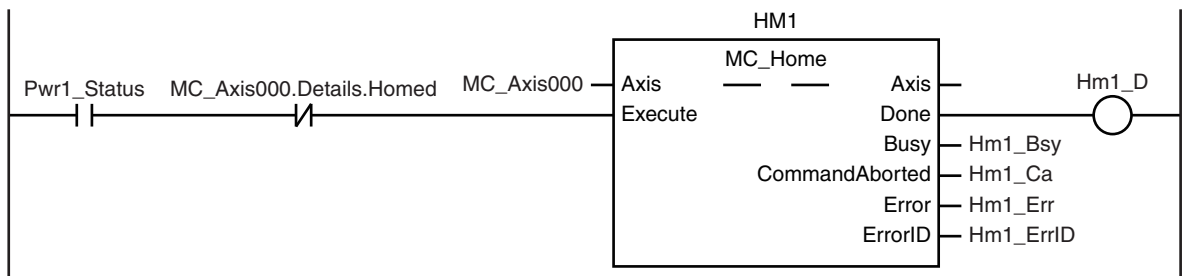 HM1
MC_Home
Pwr1_Status MC_Axis000.Details.Homed MC_Axis000 Axis Axis Hm1_D
Execute Done
Busy Hm1_Bsy
CommandAborted Hm1_Ca
Error Hm1_Err
ErrorID Hm1_ErrID